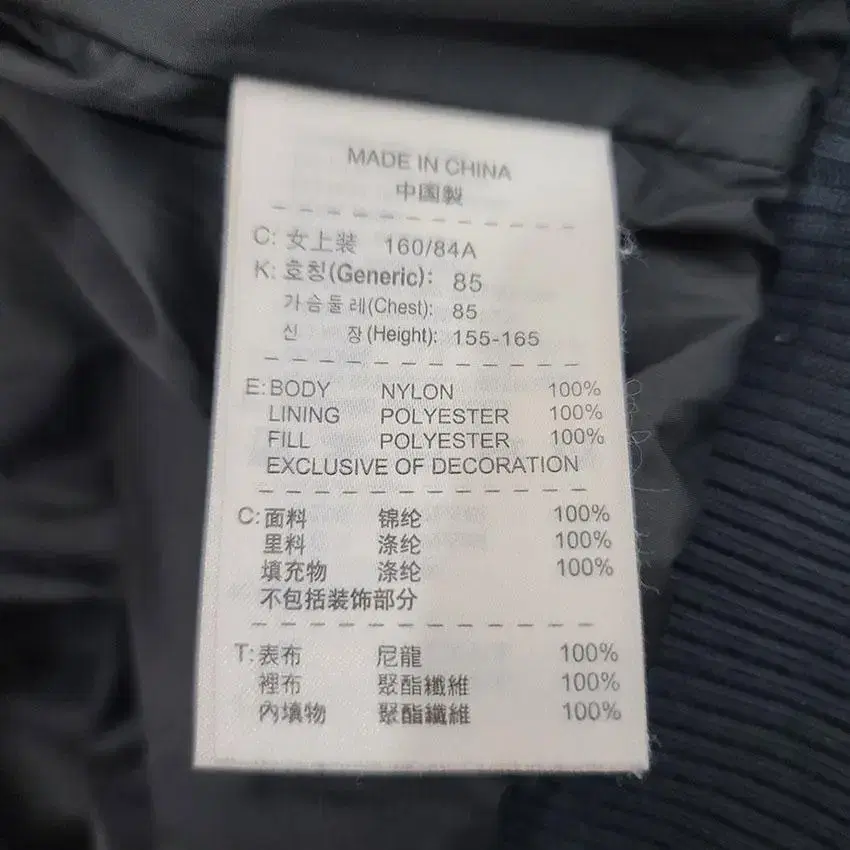 MADE IN CHINA
中国製
C: 女上装 160/84A
K: 호칭(Generic): 85
가슴둘레(Chest): 85
신 장(Height): 155-165
E: BODY NYLON 100%
LINING POLYESTER 100%
FILL POLYESTER 100%
EXCLUSIVE OF DECORATION
C: 面料 锦纶 100%
里料 涤纶 100%
填充物 涤纶 100%
不包括装饰部分
T: 表布 尼龍 100%
裡布 聚酯纖維 100%
內填物 聚酯纖維 100%